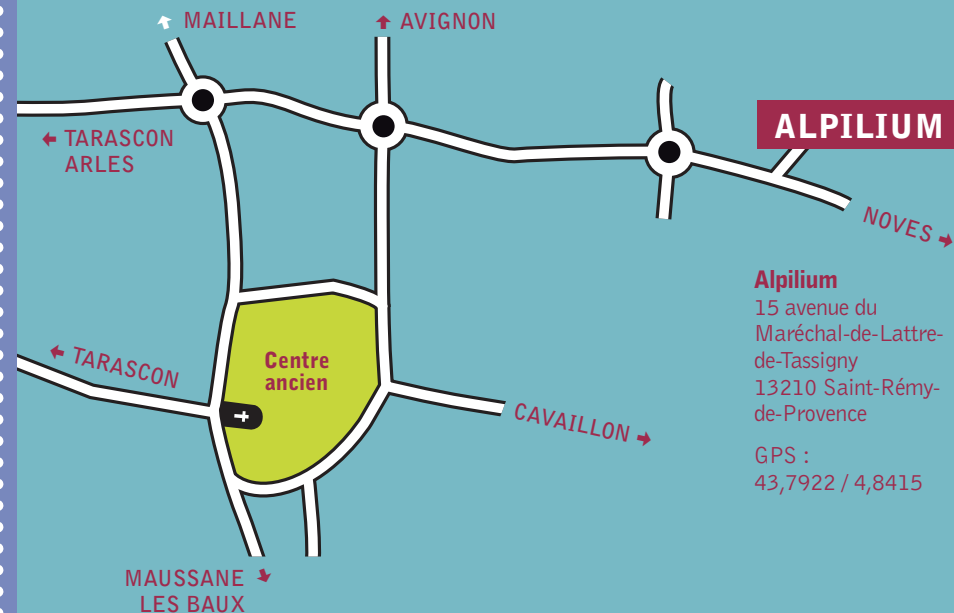 MAILLANE
AVIGNON
TARASCON
ARLES
ALPILIUM
NOVES
Alpilium
15 avenue du
Maréchal-de-Lattre-
de-Tassigny
13210 Saint-Rémy-
de-Provence
GPS :
43,7922 / 4,8415
Centre
ancien
TARASCON
CAVAILLON
MAUSSANE
LES BAUX